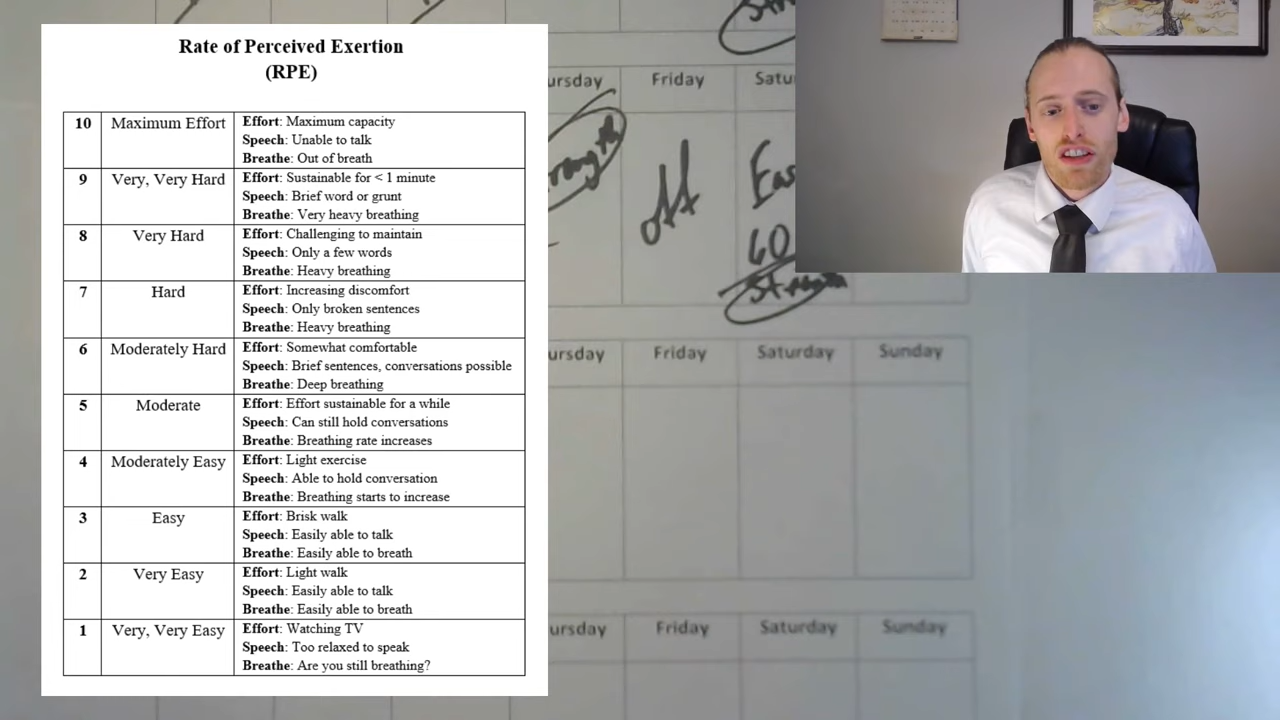 Rate of Perceived Exertion
(RPE)
10 Maximum Effort Effort: Maximum capacity
Speech: Unable to talk
Breathe: Out of breath
9 Very, Very Hard Effort: Sustainable for < 1 minute
Speech: Brief word or grunt
Breathe: Very heavy breathing
8 Very Hard Effort: Challenging to maintain
Speech: Only a few words
Breathe: Heavy breathing
7 Hard Effort: Increasing discomfort
Speech: Only broken sentences
Breathe: Heavy breathing
6 Moderately Hard Effort: Somewhat comfortable
Speech: Brief sentences, conversations possible
Breathe: Deep breathing
5 Moderate Effort: Effort sustainable for a while
Speech: Can still hold conversations
Breathe: Breathing rate increases
4 Moderately Easy Effort: Light exercise
Speech: Able to hold conversation
Breathe: Breathing starts to increase
3 Easy Effort: Brisk walk
Speech: Easily able to talk
Breathe: Easily able to breath
2 Very Easy Effort: Light walk
Speech: Easily able to talk
Breathe: Easily able to breath
1 Very, Very Easy Effort: Watching TV
Speech: Too relaxed to speak
Breathe: Are you still breathing?
ursday Friday Satu
off Eas
60
Strength
ursday Friday Saturday Sunday
ursday Friday Saturday Sunday